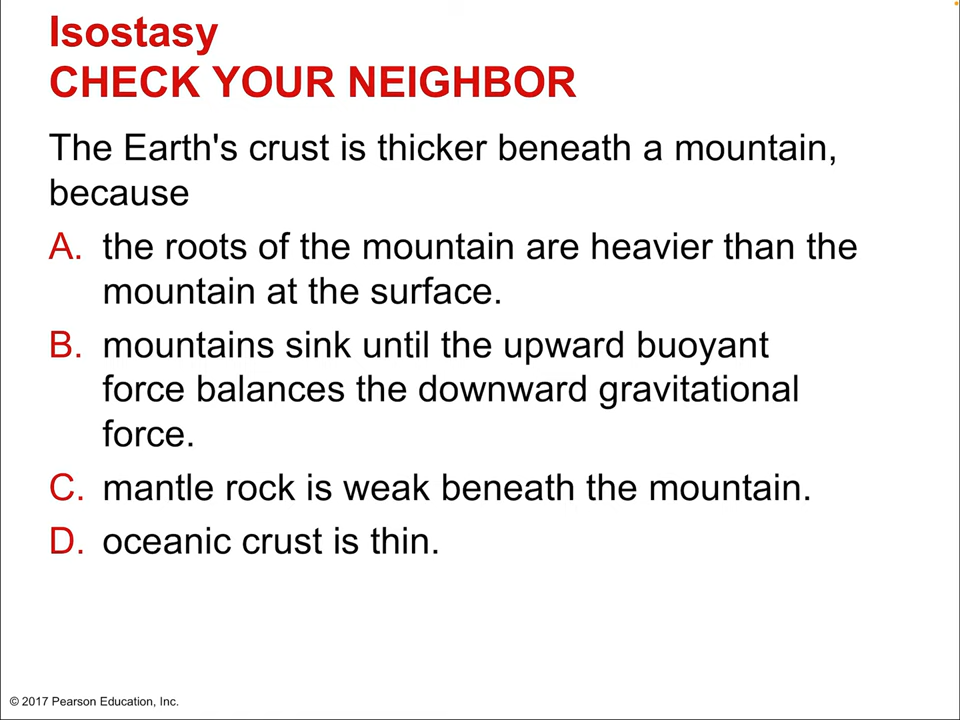 Isostasy
CHECK YOUR NEIGHBOR
The Earth's crust is thicker beneath a mountain,
because
A. the roots of the mountain are heavier than the
mountain at the surface.
B. mountains sink until the upward buoyant
force balances the downward gravitational
force.
C. mantle rock is weak beneath the mountain.
D. oceanic crust is thin.
© 2017 Pearson Education, Inc.